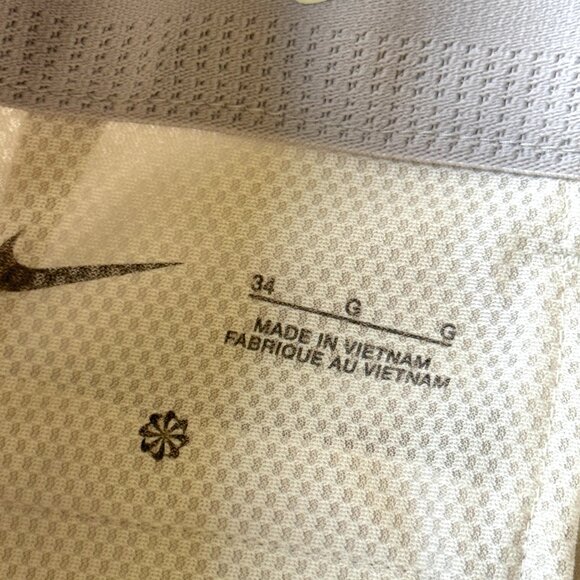 34 G G
MADE IN VIETNAM
FABRIQUE AU VIETNAM